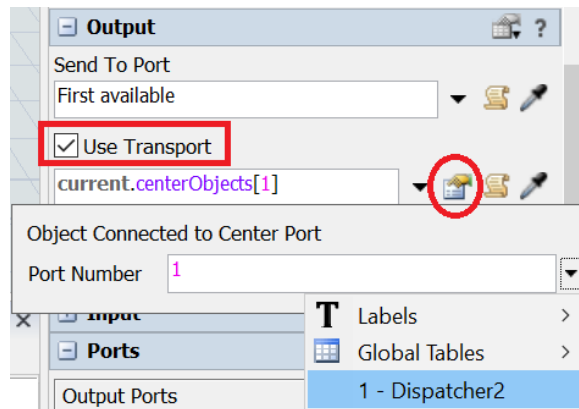 Output
?
Send To Port
First available
Use Transport
current.centerObjects[1]
Object Connected to Center Port
Port Number 1
Input
T Labels >
Global Tables >
Ports
1 - Dispatcher2
Output Ports